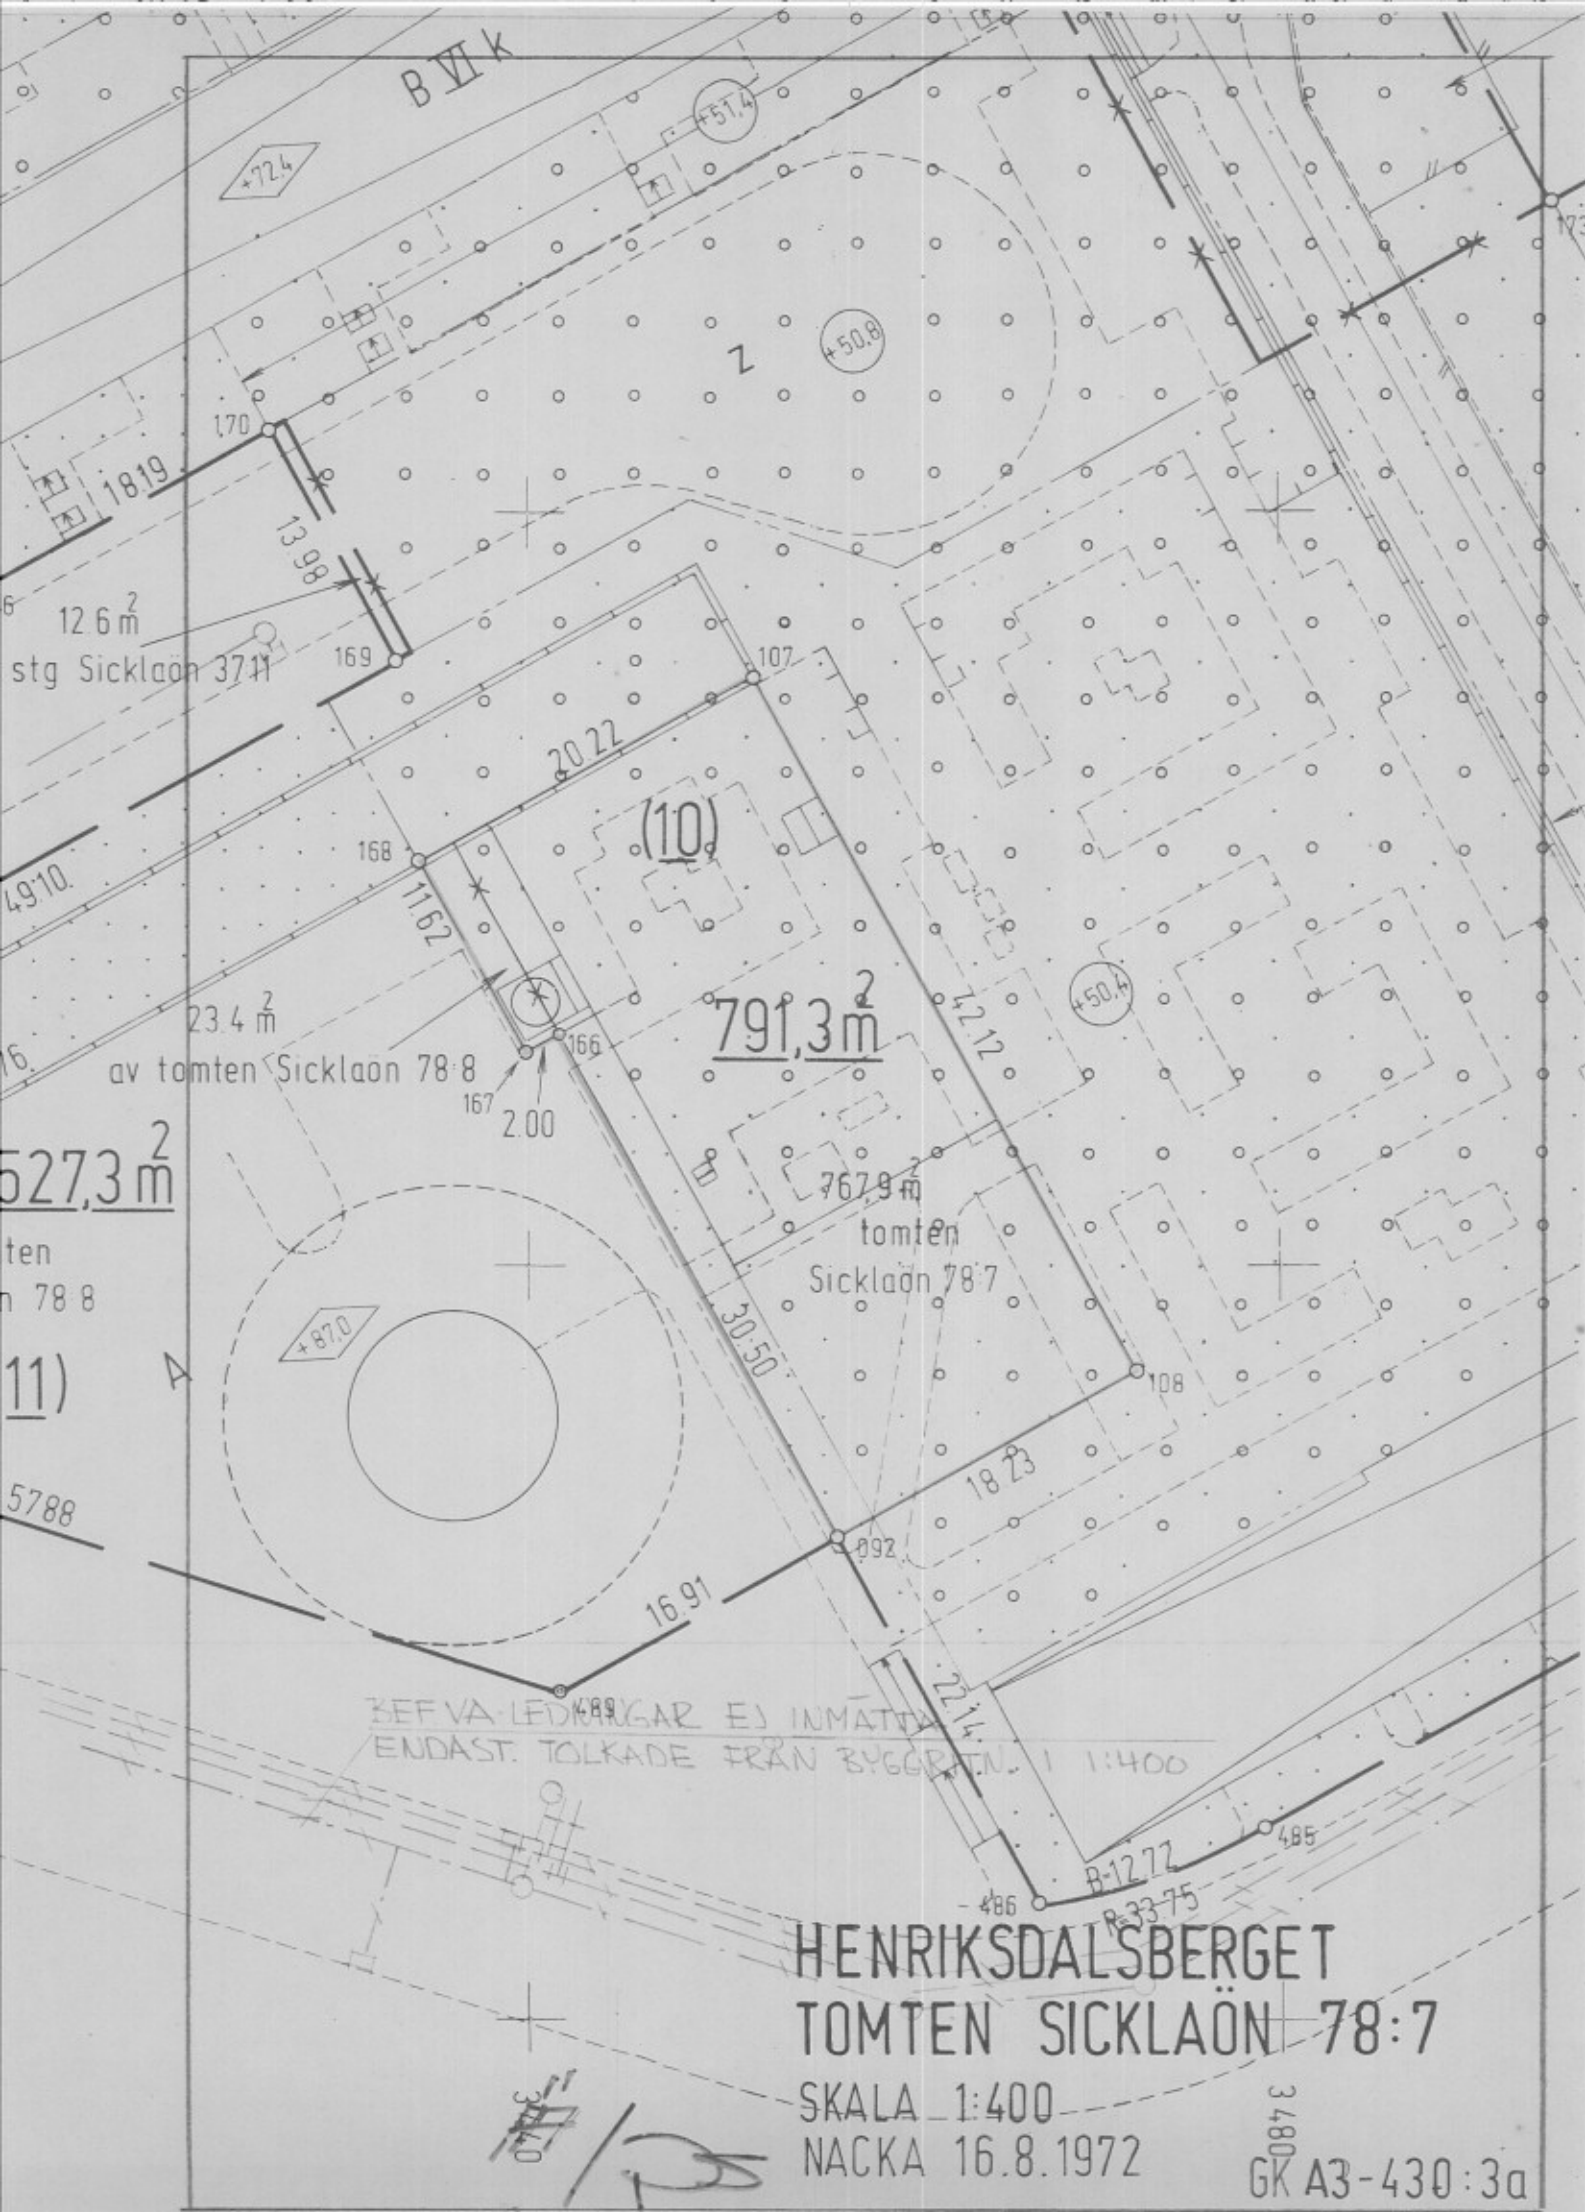 B VI k
+51,4
+72.4
173
+50,8
Z
170
18.19
13.98
12.6 m²
stg Sicklaön 37:11
169
107
20.22
(10)
168
49.10
11.62
23.4 m²
av tomten Sicklaön 78:8
791,3 m²
42.12
+50,4
166
167
2.00
527,3 m²
767,9 m²
tomten
Sicklaön 78:7
78:8
+87.0
A
11)
30.50
108
18.23
5788
092
16.91
489
BEF VA-LEDNINGAR EJ INMÄTTA
ENDAST. TOLKADE FRÅN BYGGRITN. I 1:400
22.14
485
B=12.72
R=33.75
486
HENRIKSDALSBERGET
TOMTEN SICKLAÖN 78:7
SKALA 1:400
NACKA 16.8.1972
3480
GK A3-430:3a